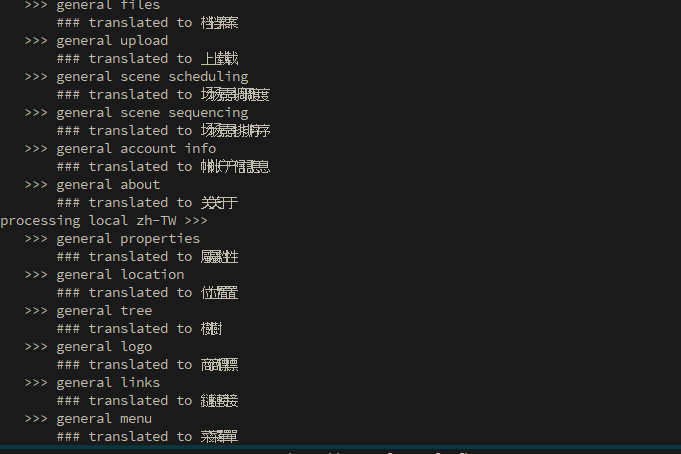 >>> general files
### translated to 档案
>>> general upload
### translated to 上载
>>> general scene scheduling
### translated to 场景调度
>>> general scene sequencing
### translated to 场景排序
>>> general account info
### translated to 帐户信息
>>> general about
### translated to 关于
processing local zh-TW >>>
>>> general properties
### translated to 屬性
>>> general location
### translated to 位置
>>> general tree
### translated to 樹
>>> general logo
### translated to 商標
>>> general links
### translated to 鏈接
>>> general menu
### translated to 菜單